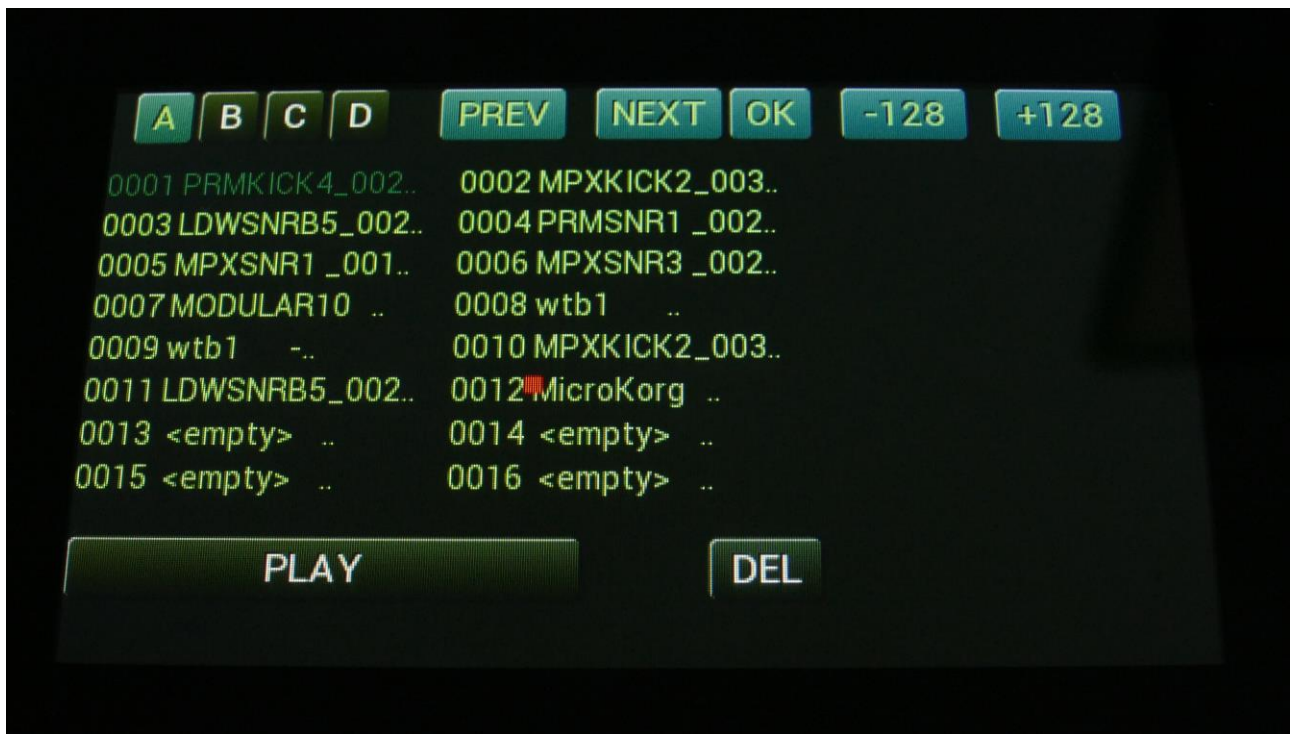 A B C D PREV NEXT OK -128 +128
0001 PRMKICK4_002.. 0002 MPXKICK2_003..
0003 LDWSNRB5_002.. 0004 PRMSNR1 _002..
0005 MPXSNR1 _001.. 0006 MPXSNR3 _002..
0007 MODULAR10 .. 0008 wtb1 ..
0009 wtb1 -.. 0010 MPXKICK2_003..
0011 LDWSNRB5_002.. 0012 MicroKorg ..
0013 <empty> .. 0014 <empty> ..
0015 <empty> .. 0016 <empty> ..
PLAY DEL